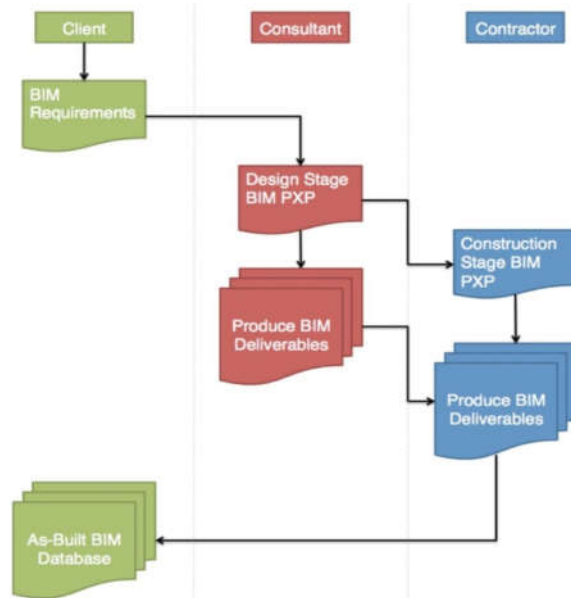 Client
Consultant
Contractor
BIM
Requirements
Design Stage
BIM PXP
Construction
Stage BIM
PXP
Produce BIM
Deliverables
Produce BIM
Deliverables
As-Built BIM
Database